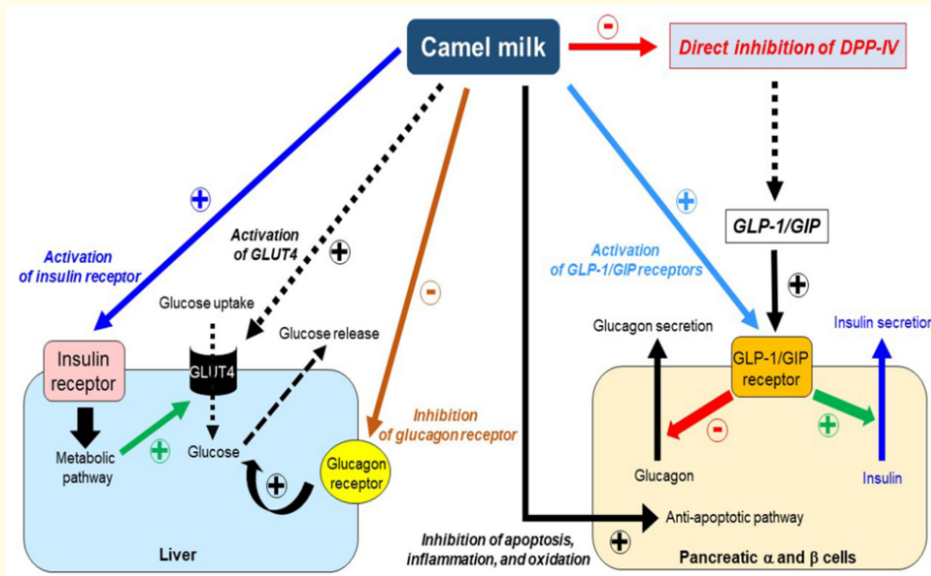 Camel milk
−
Direct inhibition of DPP-IV
+
Activation
of insulin receptor
Activation
of GLUT4
+
−
+
Activation
of GLP-1/GIP receptors
GLP-1/GIP
+
Glucose uptake
Glucose release
Glucagon secretion
Insulin secretion
Insulin
receptor
GLUT4
GLP-1/GIP
receptor
Inhibition
of glucagon receptor
−
+
Metabolic
pathway
+
Glucose
+
Glucagon
receptor
Glucagon
Insulin
Anti-apoptotic pathway
+
Inhibition of apoptosis,
inflammation, and oxidation
Liver
Pancreatic α and β cells